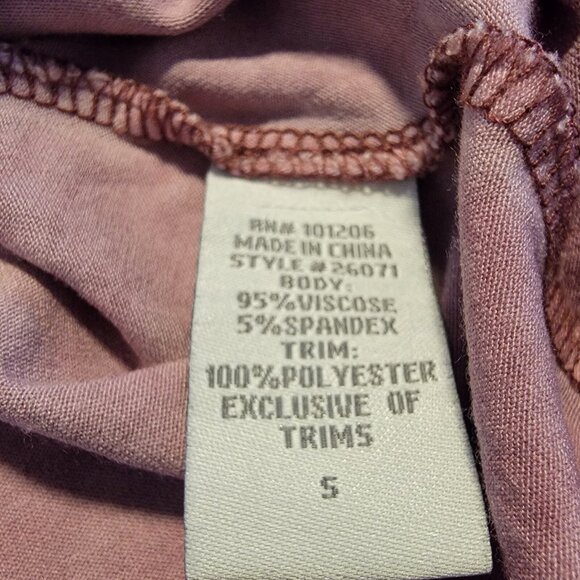 RN# 101206
MADE IN CHINA
STYLE #26071
BODY:
95%VISCOSE
5%SPANDEX
TRIM:
100%POLYESTER
EXCLUSIVE OF
TRIMS
S